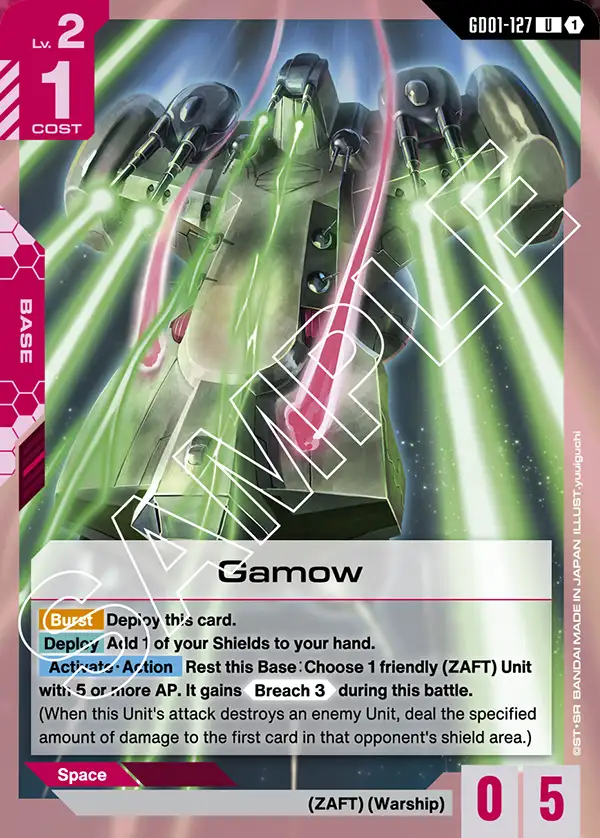 GD01-127 U 1
Lv. 2
1
COST
BASE
SAMPLE
Gamow
Burst Deploy this card.
Deploy Add 1 of your Shields to your hand.
Activate･Action Rest this Base：Choose 1 friendly (ZAFT) Unit
with 5 or more AP. It gains Breach 3 during this battle.
(When this Unit's attack destroys an enemy Unit, deal the specified
amount of damage to the first card in that opponent's shield area.)
Space
(ZAFT) (Warship)
0 5
©ST･SR BANDAI MADE IN JAPAN ILLUST.yuuiguchi